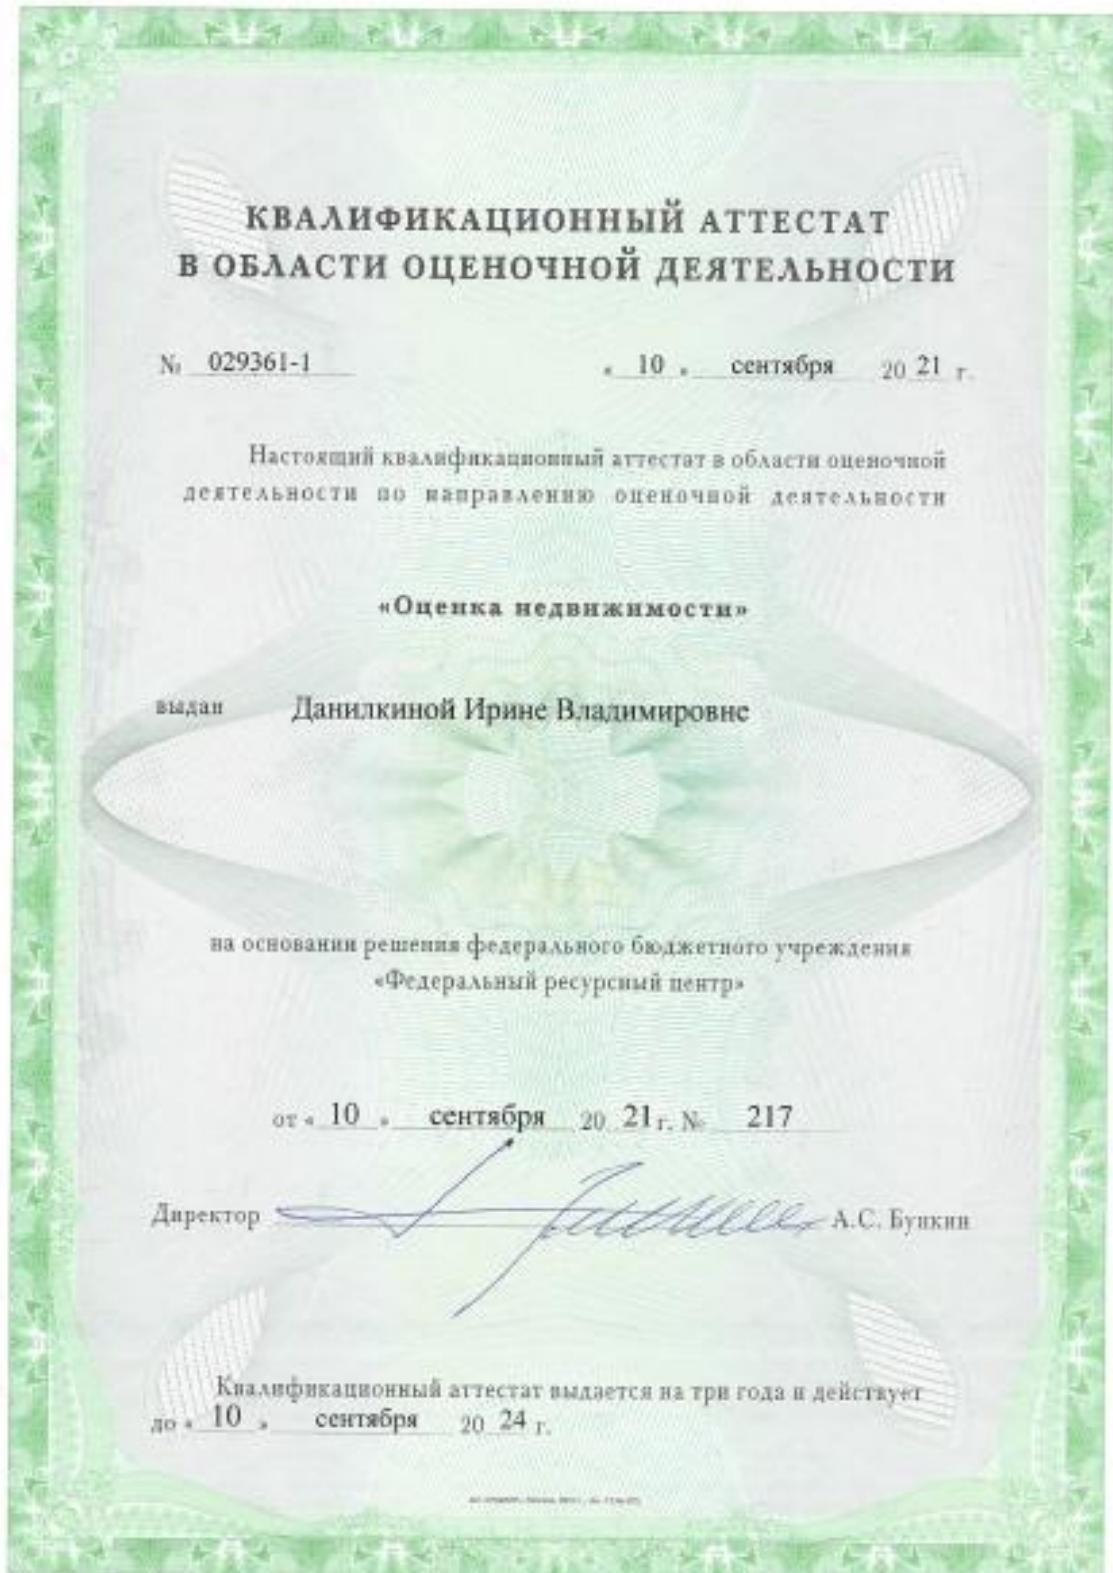 КВАЛИФИКАЦИОННЫЙ АТТЕСТАТ
В ОБЛАСТИ ОЦЕНОЧНОЙ ДЕЯТЕЛЬНОСТИ
№ 029361-1 « 10 » сентября 20 21 г.
Настоящий квалификационный аттестат в области оценочной
деятельности по направлению оценочной деятельности
«Оценка недвижимости»
выдан Данилкиной Ирине Владимировне
на основании решения федерального бюджетного учреждения
«Федеральный ресурсный центр»
от « 10 » сентября 20 21 г. № 217
Директор А.С. Бункин
Квалификационный аттестат выдается на три года и действует
до « 10 » сентября 20 24 г.